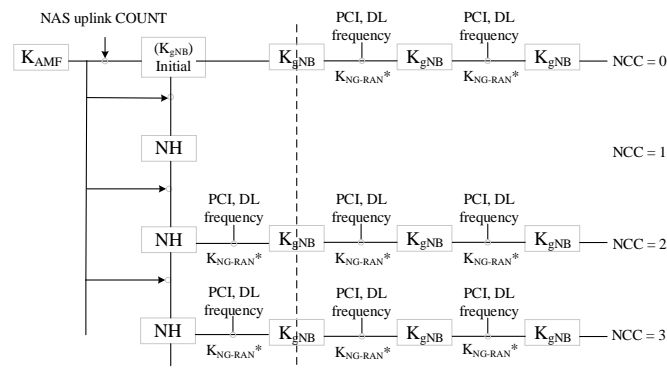 NAS uplink COUNT
PCI, DL frequency
PCI, DL frequency
K_AMF
(K_gNB) Initial
K_gNB
K_NG-RAN*
K_gNB
K_NG-RAN*
K_gNB
NCC = 0
NH
NCC = 1
PCI, DL frequency
PCI, DL frequency
PCI, DL frequency
NH
K_NG-RAN*
K_gNB
K_NG-RAN*
K_gNB
K_NG-RAN*
K_gNB
NCC = 2
PCI, DL frequency
PCI, DL frequency
PCI, DL frequency
NH
K_NG-RAN*
K_gNB
K_NG-RAN*
K_gNB
K_NG-RAN*
K_gNB
NCC = 3